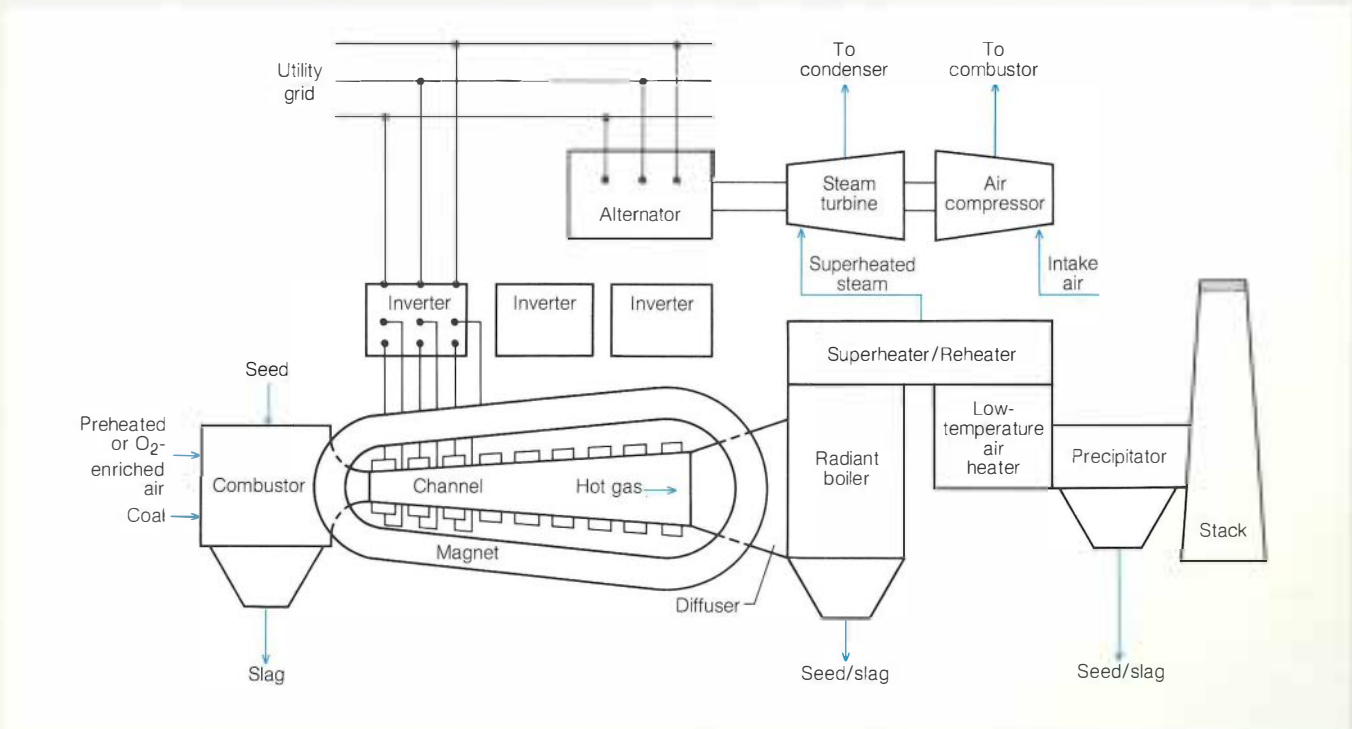 Utility
grid
To
condenser
To
combustor
Steam
turbine
Air
compressor
Alternator
Superheated
steam
Intake
air
Inverter
Inverter
Inverter
Superheater/Reheater
Seed
Preheated
or O2-
enriched
air
Coal
Combustor
Channel
Hot gas
Magnet
Diffuser
Radiant
boiler
Low-
temperature
air
heater
Precipitator
Stack
Slag
Seed/slag
Seed/slag